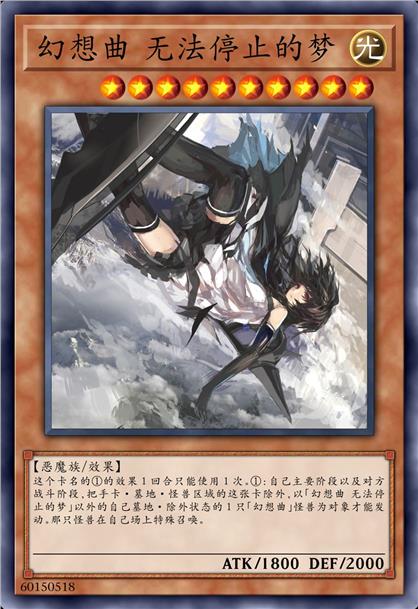 幻想曲 无法停止的梦 光
【恶魔族/效果】
这个卡名的①的效果1回合只能使用1次。①：自己主要阶段以及对方
战斗阶段，把手卡·墓地·怪兽区域的这张卡除外，以「幻想曲 无法停
止的梦」以外的自己墓地·除外状态的1只「幻想曲」怪兽为对象才能发
动。那只怪兽在自己场上特殊召唤。
ATK/1800 DEF/2000
60150518